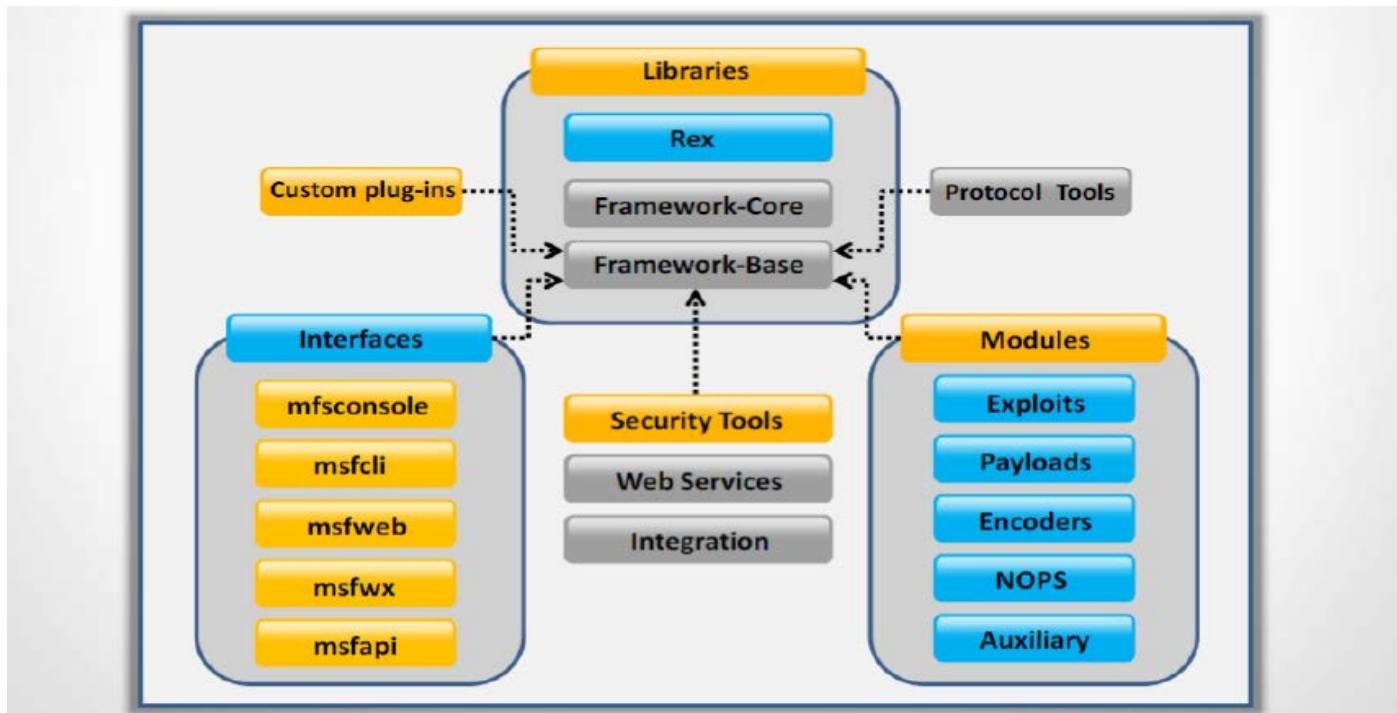 Libraries
Rex
Custom plug-ins
Protocol Tools
Framework-Core
Framework-Base
Interfaces
mfsconsole
msfcli
msfweb
msfwx
msfapi
Security Tools
Web Services
Integration
Modules
Exploits
Payloads
Encoders
NOPS
Auxiliary